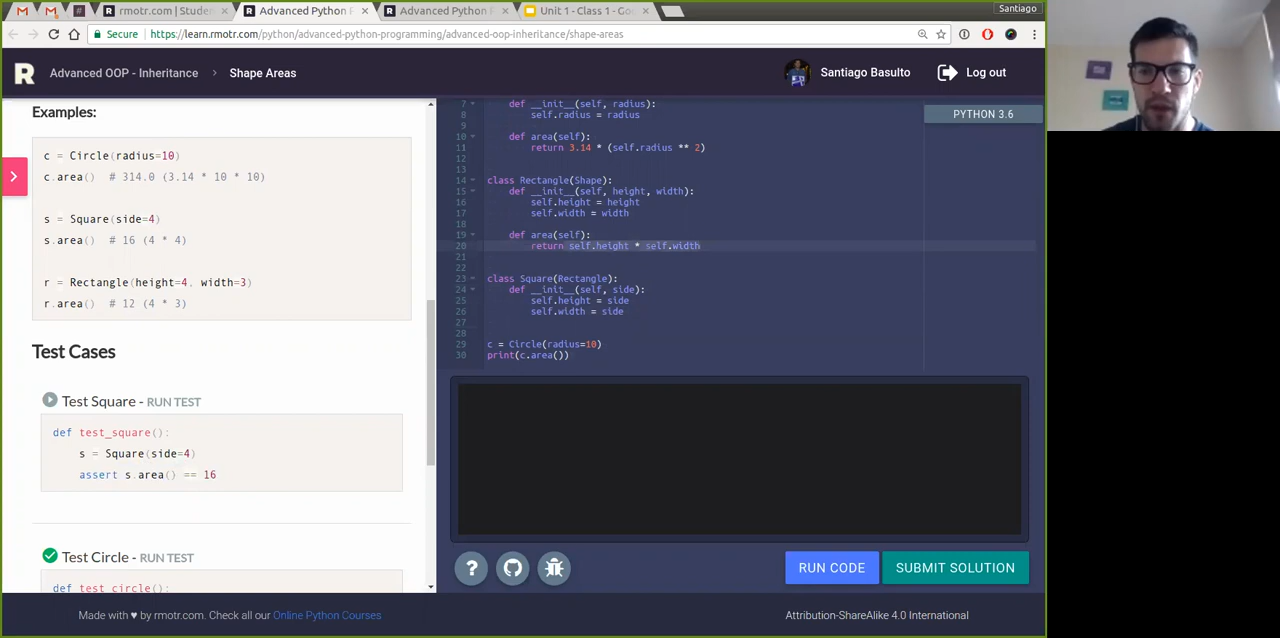 rmotr.com | Stude
Advanced Python P
Advanced Python P
Unit 1 - Class 1 - Go
Santiago
Secure
https://learn.rmotr.com/python/advanced-python-programming/advanced-oop-inheritance/shape-areas
R
Advanced OOP - Inheritance > Shape Areas
Santiago Basulto
Log out
Examples:
c = Circle(radius=10)
c.area() # 314.0 (3.14 * 10 * 10)
s = Square(side=4)
s.area() # 16 (4 * 4)
r = Rectangle(height=4, width=3)
r.area() # 12 (4 * 3)
Test Cases
Test Square - RUN TEST
def test_square():
s = Square(side=4)
assert s.area() == 16
Test Circle - RUN TEST
def test_circle():
PYTHON 3.6
7 def __init__(self, radius):
8 self.radius = radius
9
10 def area(self):
11 return 3.14 * (self.radius ** 2)
12
13
14 class Rectangle(Shape):
15 def __init__(self, height, width):
16 self.height = height
17 self.width = width
18
19 def area(self):
20 return self.height * self.width
21
22
23 class Square(Rectangle):
24 def __init__(self, side):
25 self.height = side
26 self.width = side
27
28
29 c = Circle(radius=10)
30 print(c.area())
?
RUN CODE
SUBMIT SOLUTION
Made with ♥ by rmotr.com. Check all our Online Python Courses
Attribution-ShareAlike 4.0 International